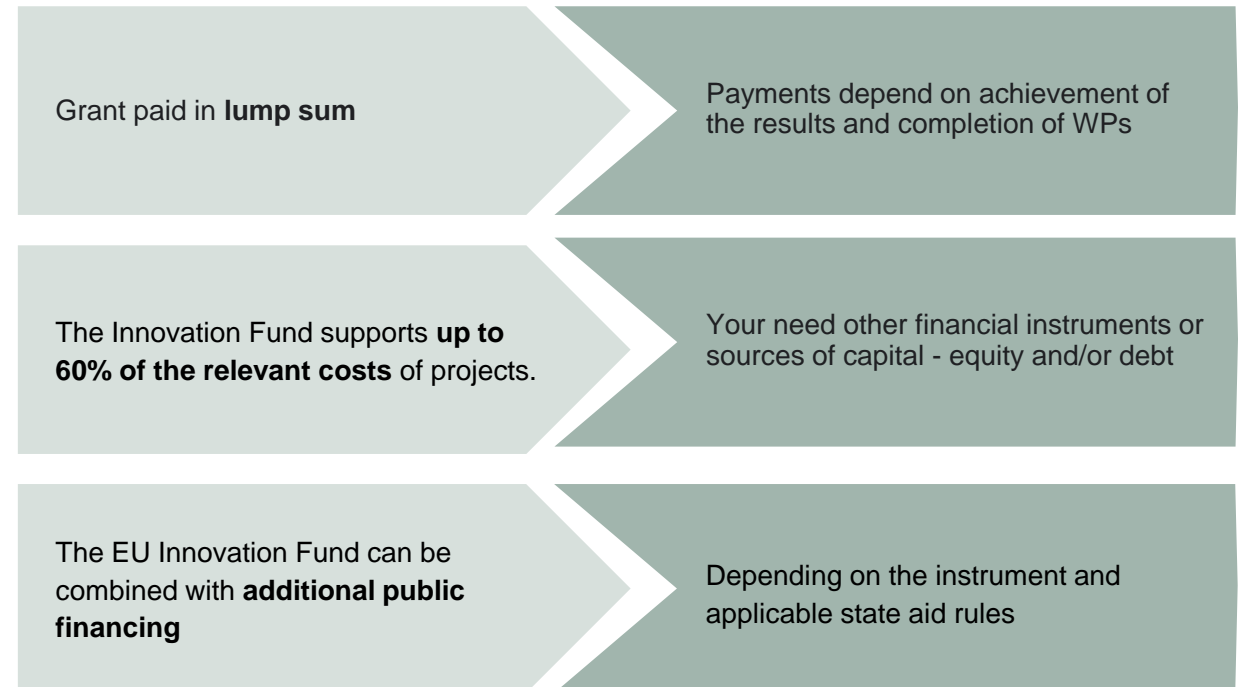 Grant paid in lump sum
Payments depend on achievement of
the results and completion of WPs
The Innovation Fund supports up to
60% of the relevant costs of projects.
Your need other financial instruments or
sources of capital - equity and/or debt
The EU Innovation Fund can be
combined with additional public
financing
Depending on the instrument and
applicable state aid rules